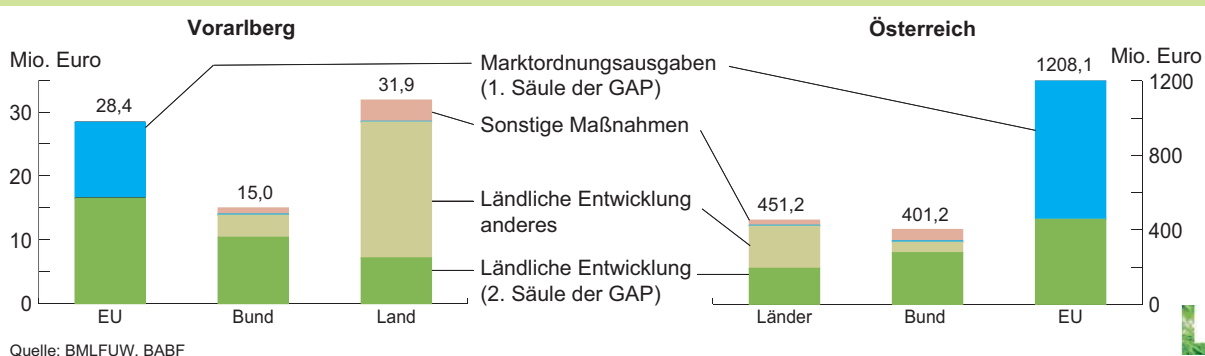 Vorarlberg
Österreich
Mio. Euro
Mio. Euro
30
20
10
0
28,4
15,0
31,9
EU
Bund
Land
Marktordnungsausgaben
(1. Säule der GAP)
Sonstige Maßnahmen
Ländliche Entwicklung
anderes
Ländliche Entwicklung
(2. Säule der GAP)
451,2
401,2
1208,1
1200
800
400
0
Länder
Bund
EU
Quelle: BMLFUW, BABF